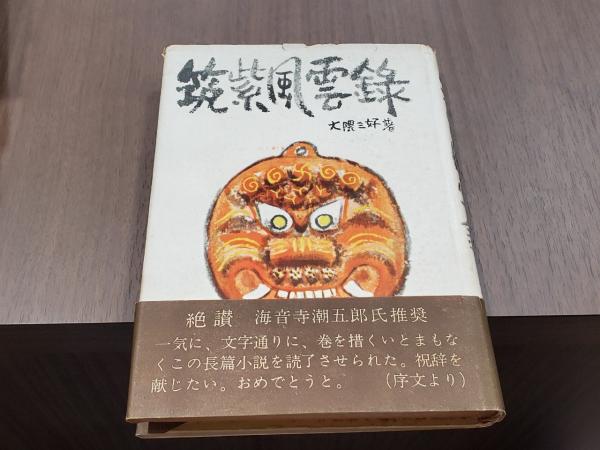 筑紫風雲錄
大隈三好著
絶讃 海音寺潮五郎氏推奨
一気に、文字通りに、巻を措くいとまもな
くこの長篇小説を読了させられた。祝辞を
献じたい。おめでとうと。 (序文より)